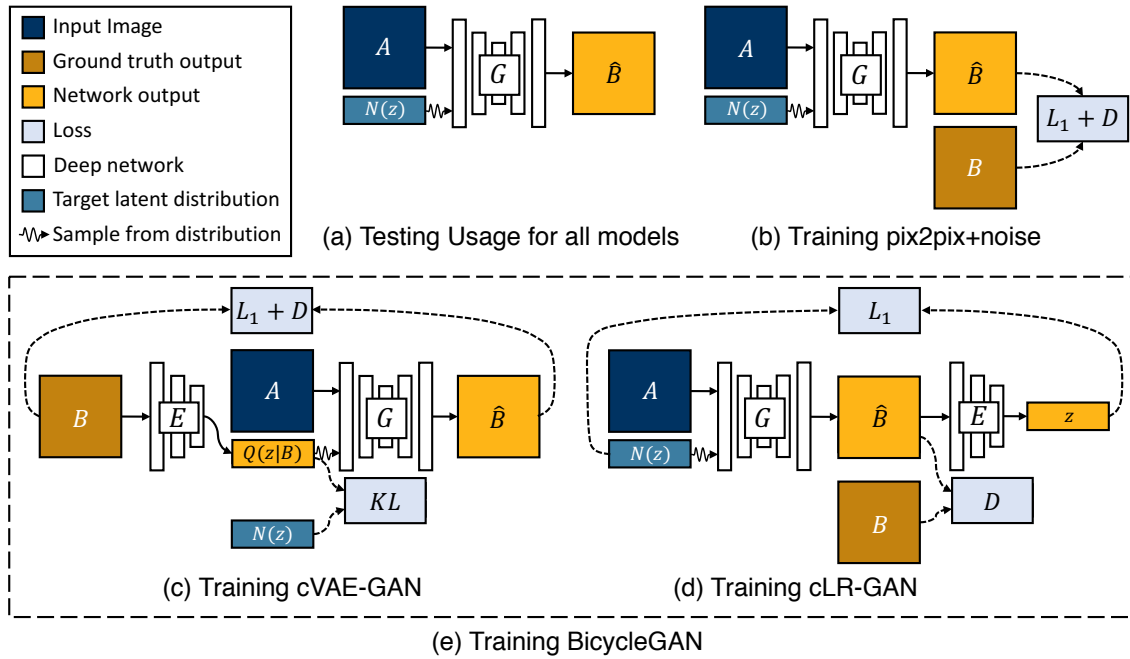 Input Image
Ground truth output
Network output
Loss
Deep network
Target latent distribution
Sample from distribution
A
N(z)
G
B̂
(a) Testing Usage for all models
A
N(z)
G
B̂
B
L₁ + D
(b) Training pix2pix+noise
L₁ + D
B
E
A
Q(z|B)
G
B̂
KL
N(z)
(c) Training cVAE-GAN
L₁
A
N(z)
G
B̂
E
z
B
D
(d) Training cLR-GAN
(e) Training BicycleGAN